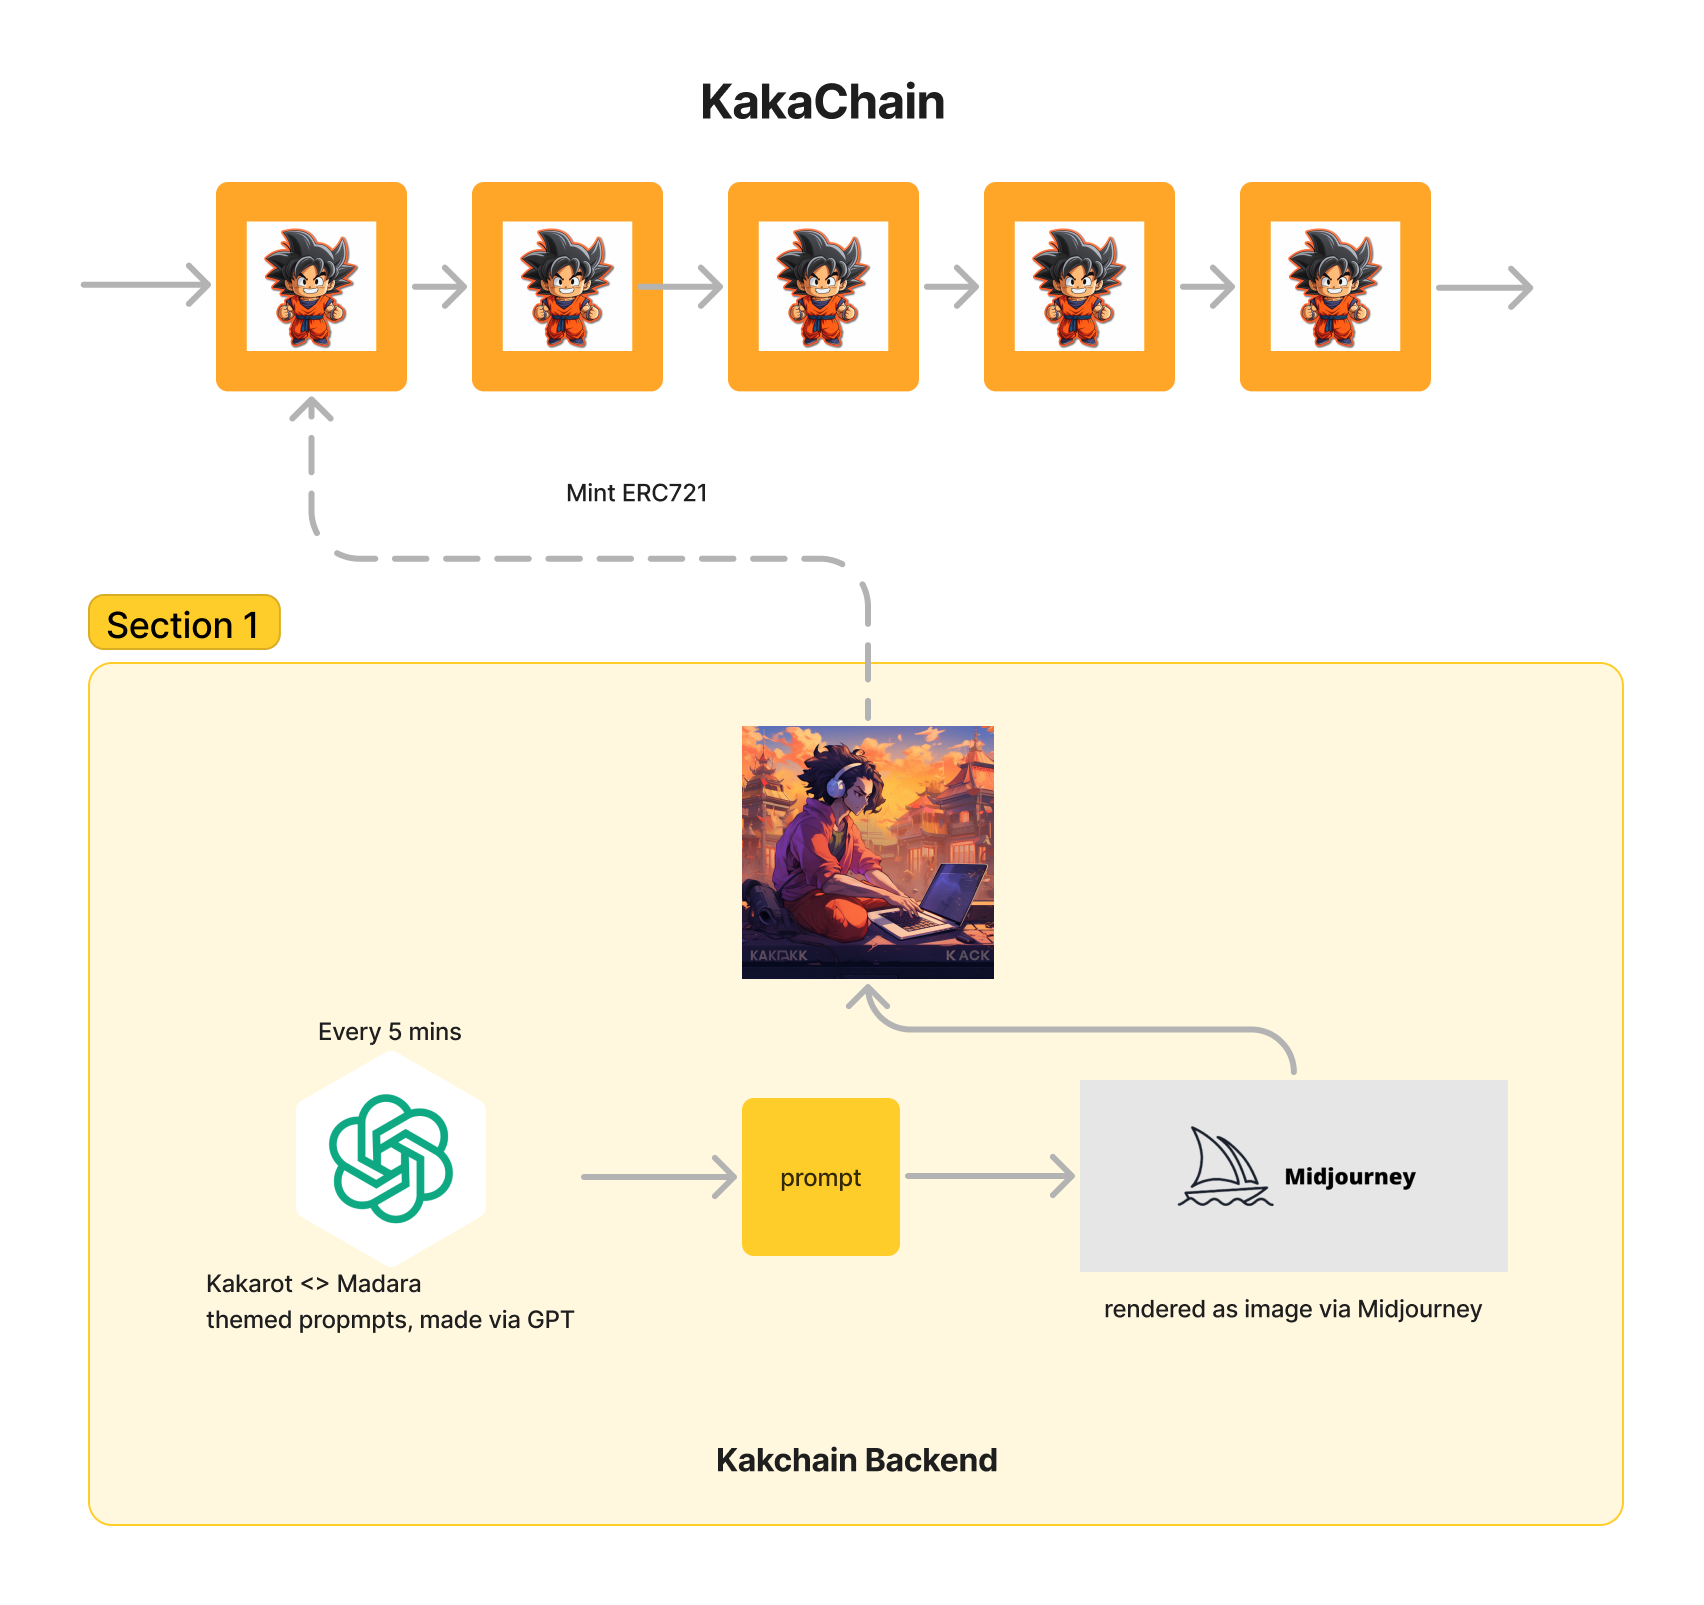 KakaChain
Mint ERC721
Section 1
KACK
Every 5 mins
prompt
Midjourney
Kakarot <> Madara
themed propmpts, made via GPT
rendered as image via Midjourney
Kakchain Backend